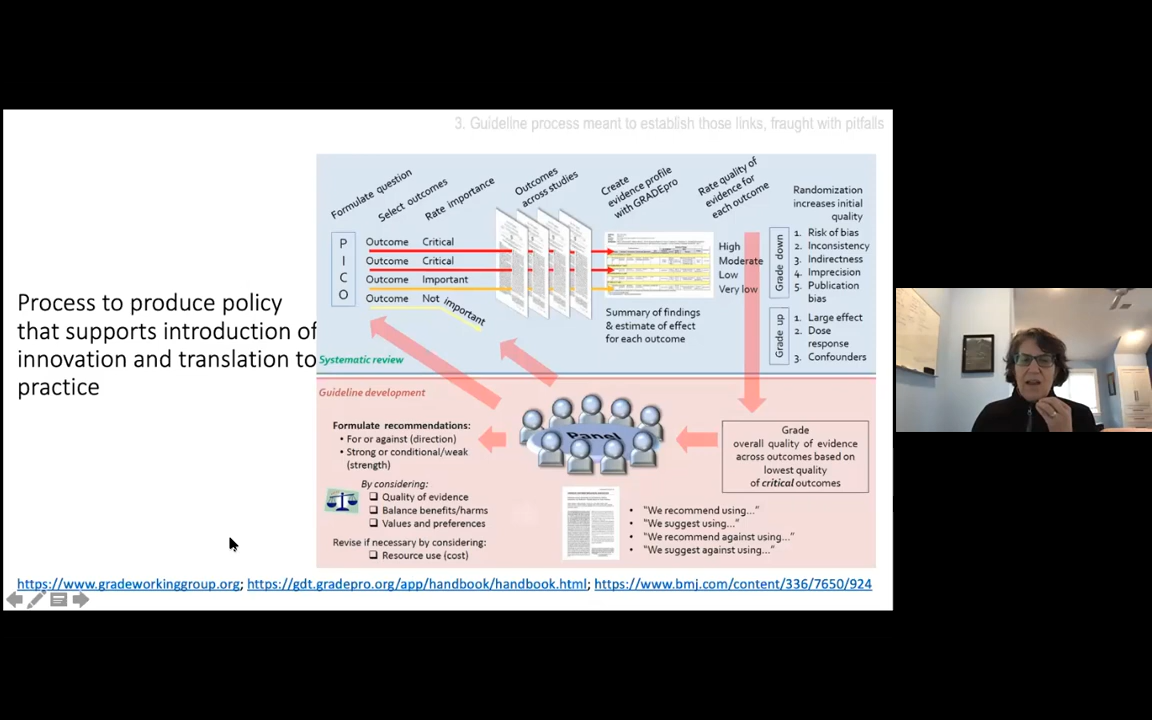 3. Guideline process meant to establish those links, fraught with pitfalls
Process to produce policy
that supports introduction of
innovation and translation to
practice
Formulate question
Select outcomes
Rate importance
Outcomes
across studies
Create
evidence profile
with GRADEpro
Rate quality of
evidence for
each outcome
Randomization
increases initial
quality
P
I
C
O
Outcome Critical
Outcome Critical
Outcome Important
Outcome Not important
High
Moderate
Low
Very low
Grade down
1. Risk of bias
2. Inconsistency
3. Indirectness
4. Imprecision
5. Publication
bias
Grade up
1. Large effect
2. Dose
response
3. Confounders
Summary of findings
& estimate of effect
for each outcome
Systematic review
Guideline development
Formulate recommendations:
• For or against (direction)
• Strong or conditional/weak
(strength)
By considering:
❑ Quality of evidence
❑ Balance benefits/harms
❑ Values and preferences
Revise if necessary by considering:
❑ Resource use (cost)
Panel
Grade
overall quality of evidence
across outcomes based on
lowest quality
of critical outcomes
• "We recommend using…"
• "We suggest using…"
• "We recommend against using…"
• "We suggest against using…"
https://www.gradeworkinggroup.org; https://gdt.gradepro.org/app/handbook/handbook.html; https://www.bmj.com/content/336/7650/924